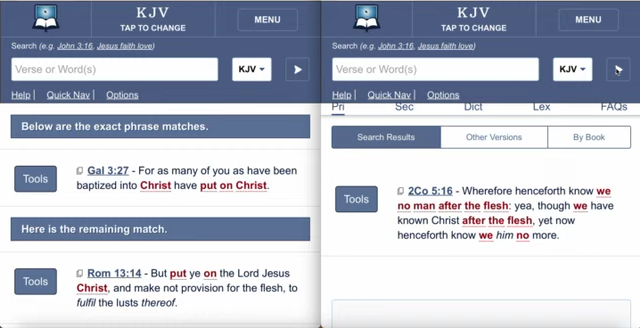 KJV
TAP TO CHANGE
MENU
Search (e.g. John 3:16, Jesus faith love)
Verse or Word(s)
KJV
Help | Quick Nav | Options
Below are the exact phrase matches.
Tools
Gal 3:27 - For as many of you as have been
baptized into Christ have put on Christ.
Here is the remaining match.
Tools
Rom 13:14 - But put ye on the Lord Jesus
Christ, and make not provision for the flesh, to
fulfil the lusts thereof.
KJV
TAP TO CHANGE
MENU
Search (e.g. John 3:16, Jesus faith love)
Verse or Word(s)
KJV
Help | Quick Nav | Options
Pri Sec Dict Lex FAQs
Search Results Other Versions By Book
Tools
2Co 5:16 - Wherefore henceforth know we
no man after the flesh: yea, though we have
known Christ after the flesh, yet now
henceforth know we him no more.